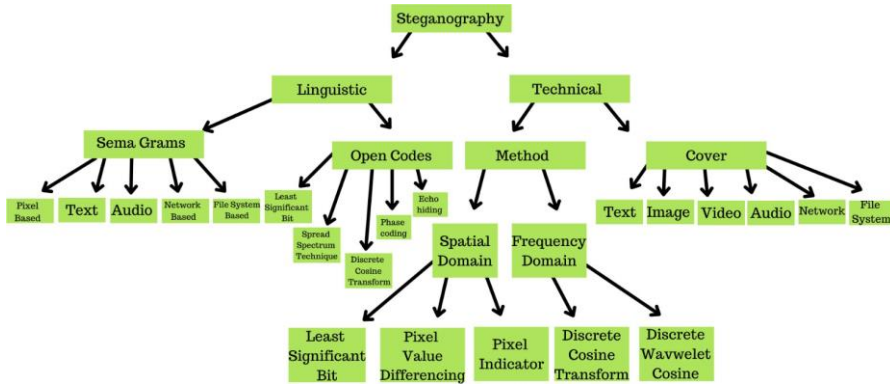 Steganography
Linguistic
Technical
Sema Grams
Open Codes
Method
Cover
Pixel
Based
Text
Audio
Network
Based
File System
Based
Least
Significant
Bit
Spread
Spectrum
Technique
Discrete
Cosine
Transform
Phase
coding
Echo
hiding
Spatial
Domain
Frequency
Domain
Text
Image
Video
Audio
Network
File
System
Least
Significant
Bit
Pixel
Value
Differencing
Pixel
Indicator
Discrete
Cosine
Transform
Discrete
Wavwelet
Cosine